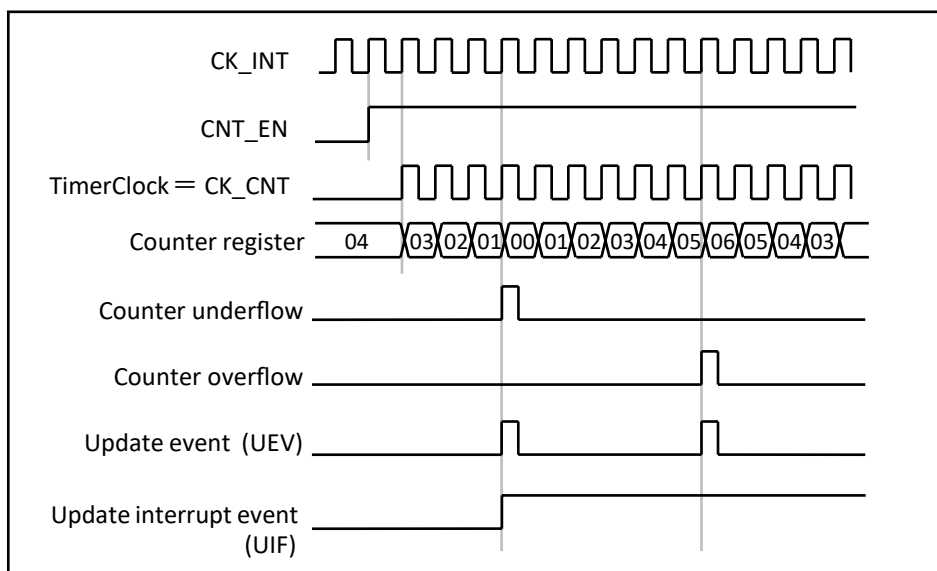 CK_INT
CNT_EN
TimerClock＝ CK_CNT
Counter register 04 03 02 01 00 01 02 03 04 05 06 05 04 03
Counter underflow
Counter overflow
Update event (UEV)
Update interrupt event
(UIF)